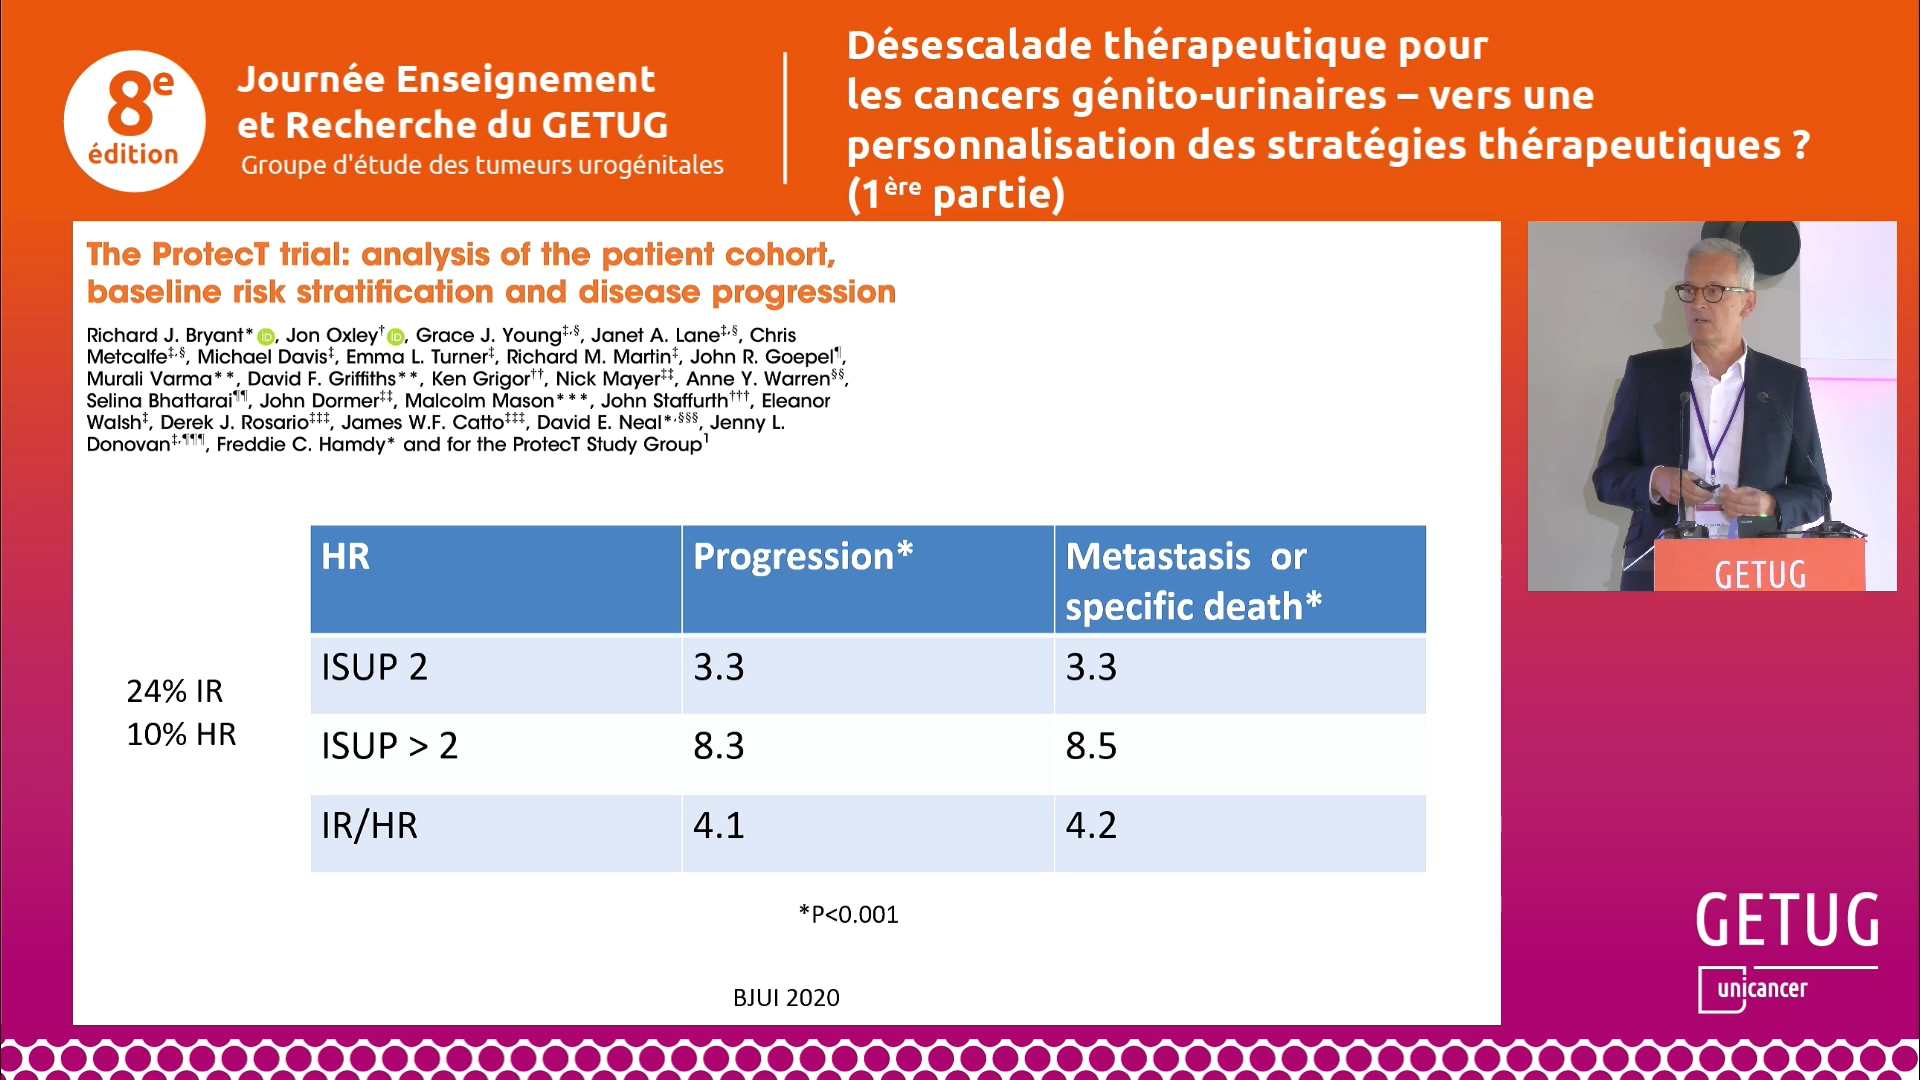 8e
édition
Journée Enseignement
et Recherche du GETUG
Groupe d'étude des tumeurs urogénitales
Désescalade thérapeutique pour
les cancers génito-urinaires – vers une
personnalisation des stratégies thérapeutiques ?
(1ère partie)
The ProtecT trial: analysis of the patient cohort,
baseline risk stratification and disease progression
Richard J. Bryant* iD, Jon Oxley† iD, Grace J. Young‡,§, Janet A. Lane‡,§, Chris
Metcalfe‡,§, Michael Davis‡, Emma L. Turner‡, Richard M. Martin‡, John R. Goepel¶,
Murali Varma**, David F. Griffiths**, Ken Grigor††, Nick Mayer‡‡, Anne Y. Warren§§,
Selina Bhattarai¶¶, John Dormer‡‡, Malcolm Mason***, John Staffurth†††, Eleanor
Walsh‡, Derek J. Rosario‡‡‡, James W.F. Catto‡‡‡, David E. Neal*,§§§, Jenny L.
Donovan‡,¶¶¶, Freddie C. Hamdy* and for the ProtecT Study Group1
24% IR
10% HR
HR Progression* Metastasis or
specific death*
ISUP 2 3.3 3.3
ISUP > 2 8.3 8.5
IR/HR 4.1 4.2
*P<0.001
BJUI 2020
GETUG
GETUG
unicancer